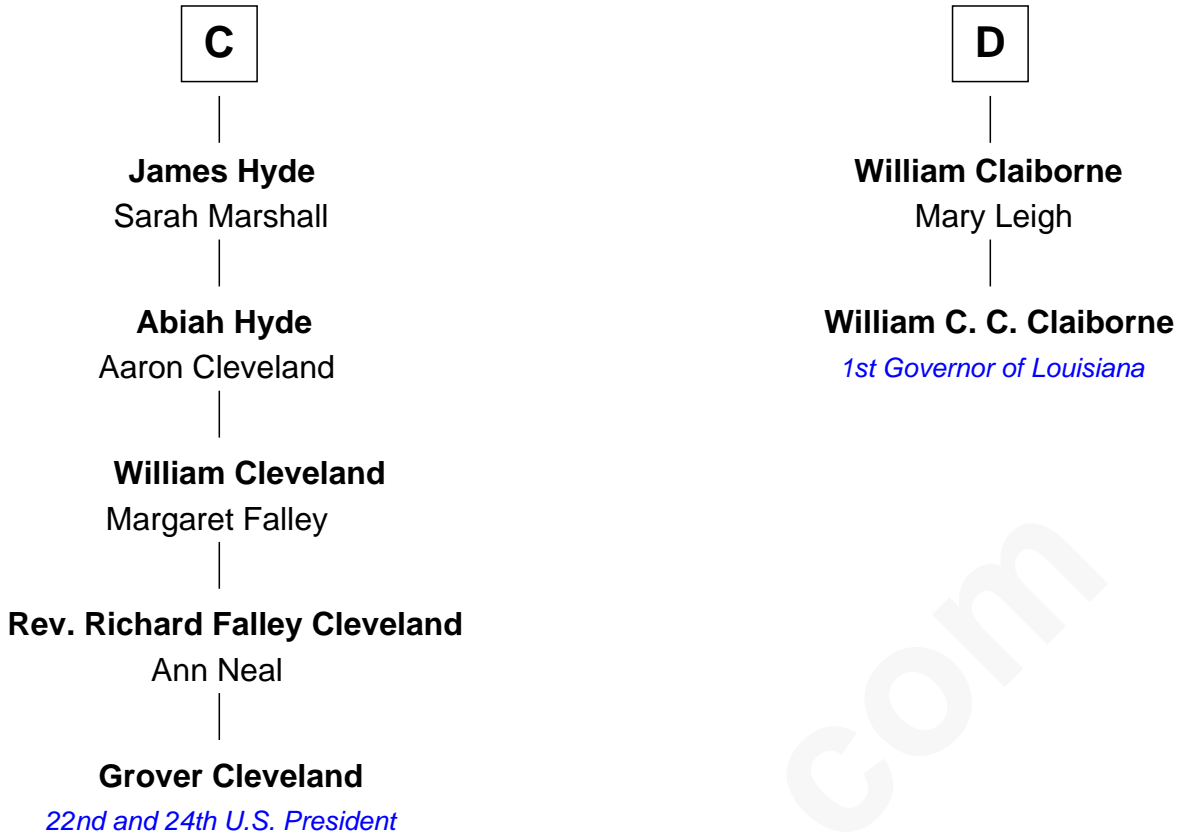 C
James Hyde
Sarah Marshall
Abiah Hyde
Aaron Cleveland
William Cleveland
Margaret Falley
Rev. Richard Falley Cleveland
Ann Neal
Grover Cleveland
22nd and 24th U.S. President
D
William Claiborne
Mary Leigh
William C. C. Claiborne
1st Governor of Louisiana
com